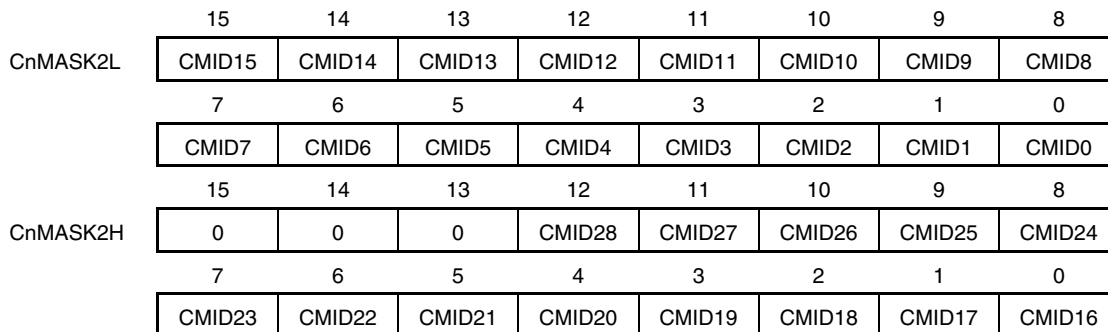 15 14 13 12 11 10 9 8
CnMASK2L CMID15 CMID14 CMID13 CMID12 CMID11 CMID10 CMID9 CMID8
7 6 5 4 3 2 1 0
CMID7 CMID6 CMID5 CMID4 CMID3 CMID2 CMID1 CMID0
15 14 13 12 11 10 9 8
CnMASK2H 0 0 0 CMID28 CMID27 CMID26 CMID25 CMID24
7 6 5 4 3 2 1 0
CMID23 CMID22 CMID21 CMID20 CMID19 CMID18 CMID17 CMID16